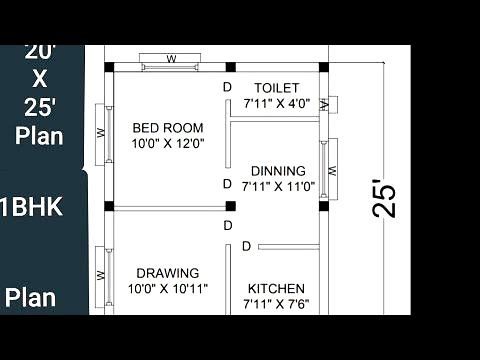 20'
X
25'
Plan
1BHK
Plan
W
D
TOILET
7'11" X 4'0"
W
BED ROOM
10'0" X 12'0"
W
DINNING
7'11" X 11'0"
W
D
25'
D
D
W
DRAWING
10'0" X 10'11"
KITCHEN
7'11" X 7'6"